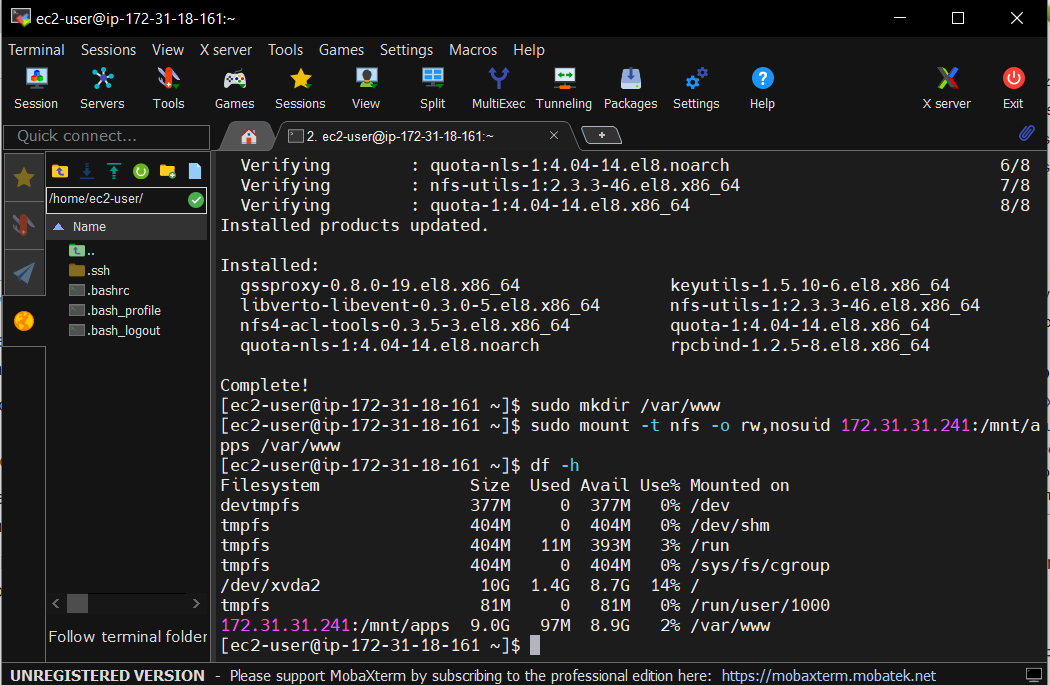 ec2-user@ip-172-31-18-161:~
Terminal Sessions View X server Tools Games Settings Macros Help
Session Servers Tools Games Sessions View Split MultiExec Tunneling Packages Settings Help X server Exit
Quick connect...
2. ec2-user@ip-172-31-18-161:~
/home/ec2-user/
Name
..
.ssh
.bashrc
.bash_profile
.bash_logout
Follow terminal folder
  Verifying        : quota-nls-1:4.04-14.el8.noarch                           6/8
  Verifying        : nfs-utils-1:2.3.3-46.el8.x86_64                          7/8
  Verifying        : quota-1:4.04-14.el8.x86_64                               8/8
Installed products updated.
Installed:
  gssproxy-0.8.0-19.el8.x86_64               keyutils-1.5.10-6.el8.x86_64
  libverto-libevent-0.3.0-5.el8.x86_64       nfs-utils-1:2.3.3-46.el8.x86_64
  nfs4-acl-tools-0.3.5-3.el8.x86_64          quota-1:4.04-14.el8.x86_64
  quota-nls-1:4.04-14.el8.noarch             rpcbind-1.2.5-8.el8.x86_64
Complete!
[ec2-user@ip-172-31-18-161 ~]$ sudo mkdir /var/www
[ec2-user@ip-172-31-18-161 ~]$ sudo mount -t nfs -o rw,nosuid 172.31.31.241:/mnt/a
pps /var/www
[ec2-user@ip-172-31-18-161 ~]$ df -h
Filesystem               Size  Used Avail Use% Mounted on
devtmpfs                 377M     0  377M   0% /dev
tmpfs                    404M     0  404M   0% /dev/shm
tmpfs                    404M   11M  393M   3% /run
tmpfs                    404M     0  404M   0% /sys/fs/cgroup
/dev/xvda2                10G  1.4G  8.7G  14% /
tmpfs                     81M     0   81M   0% /run/user/1000
172.31.31.241:/mnt/apps  9.0G   97M  8.9G   2% /var/www
[ec2-user@ip-172-31-18-161 ~]$
UNREGISTERED VERSION - Please support MobaXterm by subscribing to the professional edition here: https://mobaxterm.mobatek.net